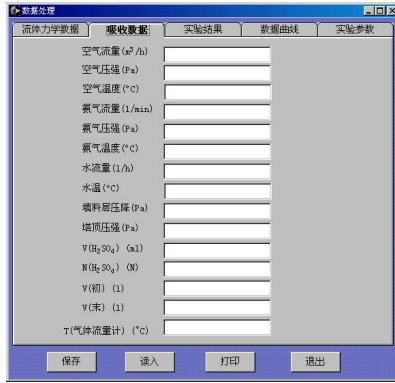 数据处理
流体力学数据 吸收数据 实验结果 数据曲线 实验参数
空气流量(m³/h)
空气压强(Pa)
空气温度(°C)
氨气流量(l/min)
氨气压强(Pa)
氨气温度(°C)
水流量(l/h)
水温(°C)
填料层压降(Pa)
塔顶压强(Pa)
V(H₂SO₄) (ml)
N(H₂SO₄) (N)
V(初) (l)
V(末) (l)
T(气体流量计) (°C)
保存 读入 打印 退出